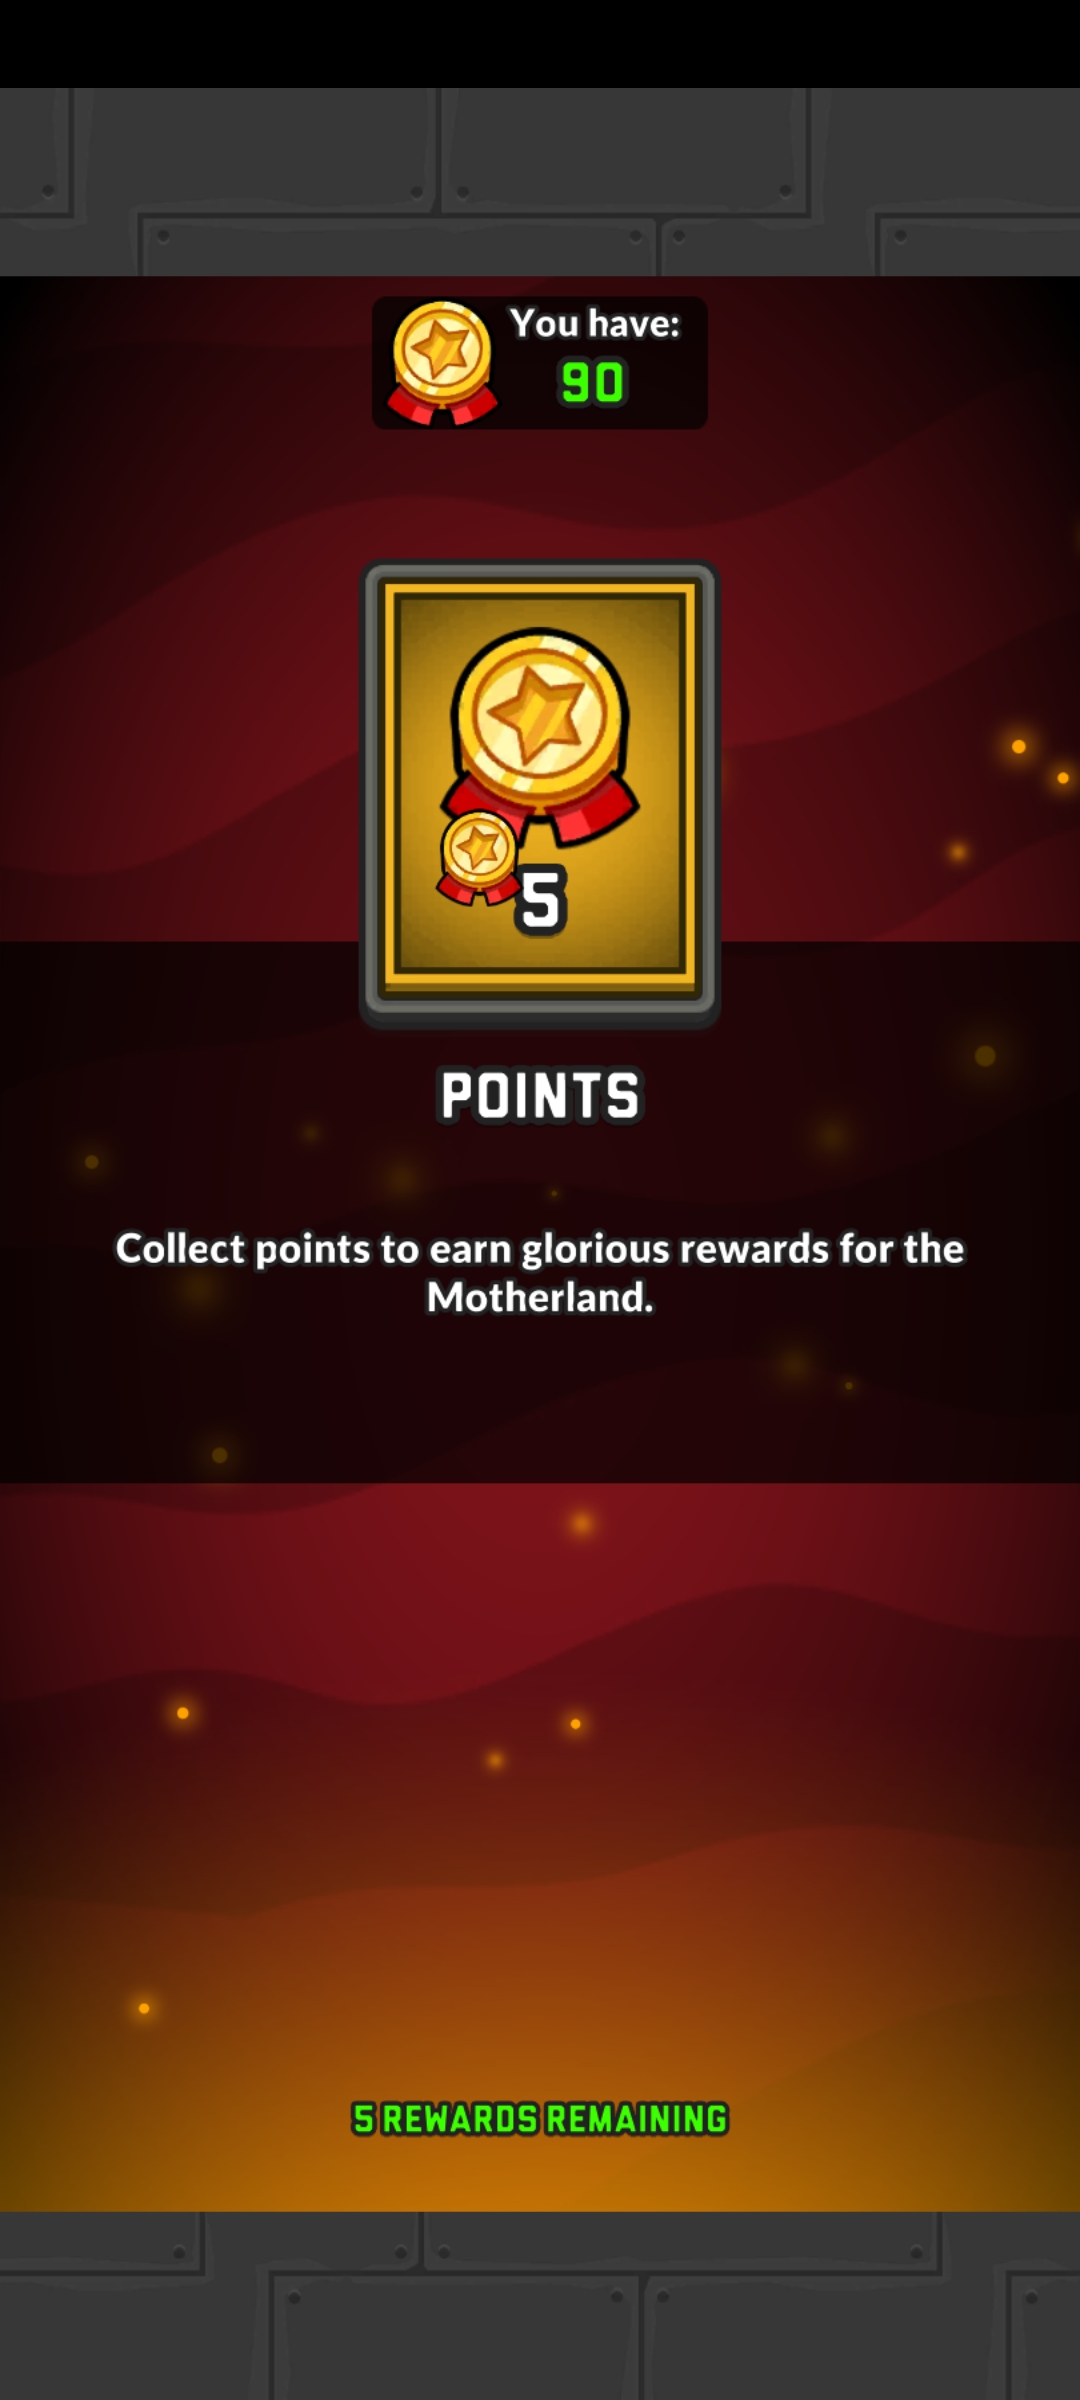 You have:
90
5
POINTS
Collect points to earn glorious rewards for the
Motherland.
5 REWARDS REMAINING